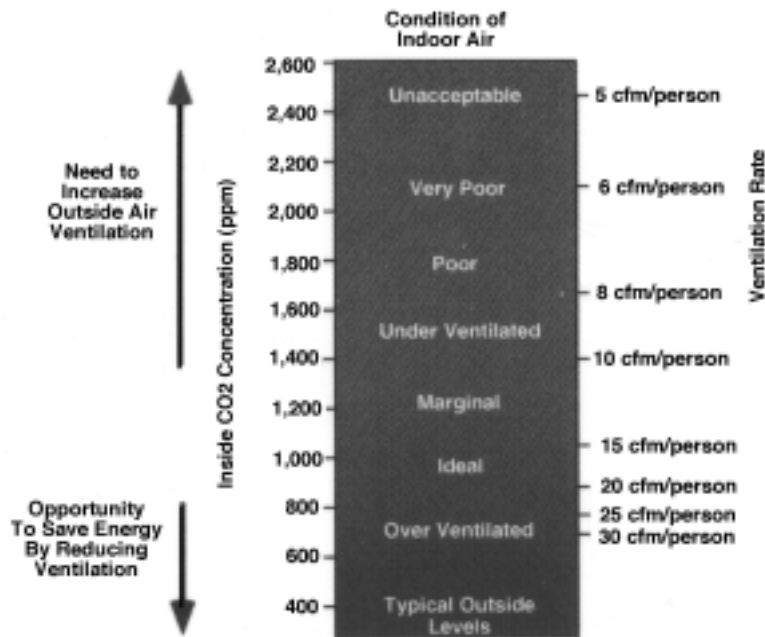 Condition of
Indoor Air
2,600
2,400
2,200
2,000
1,800
1,600
1,400
1,200
1,000
800
600
400
Inside CO2 Concentration (ppm)
Need to
Increase
Outside Air
Ventilation
Opportunity
To Save Energy
By Reducing
Ventilation
Unacceptable
Very Poor
Poor
Under Ventilated
Marginal
Ideal
Over Ventilated
Typical Outside
Levels
5 cfm/person
6 cfm/person
8 cfm/person
10 cfm/person
15 cfm/person
20 cfm/person
25 cfm/person
30 cfm/person
Ventilation Rate